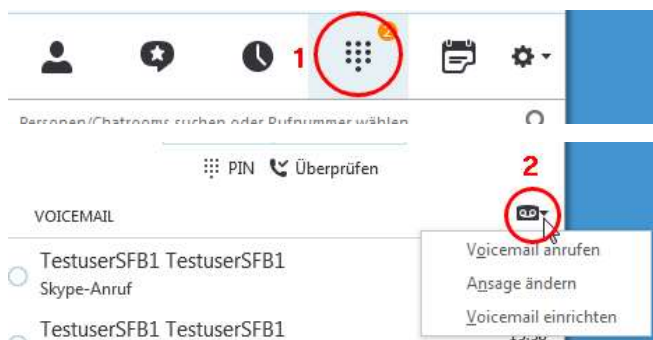 2
1
Personen/Chatrooms suchen oder Rufnummer wählen
PIN Überprüfen
2
VOICEMAIL
Voicemail anrufen
TestuserSFB1 TestuserSFB1
Skype-Anruf
Ansage ändern
Voicemail einrichten
TestuserSFB1 TestuserSFB1